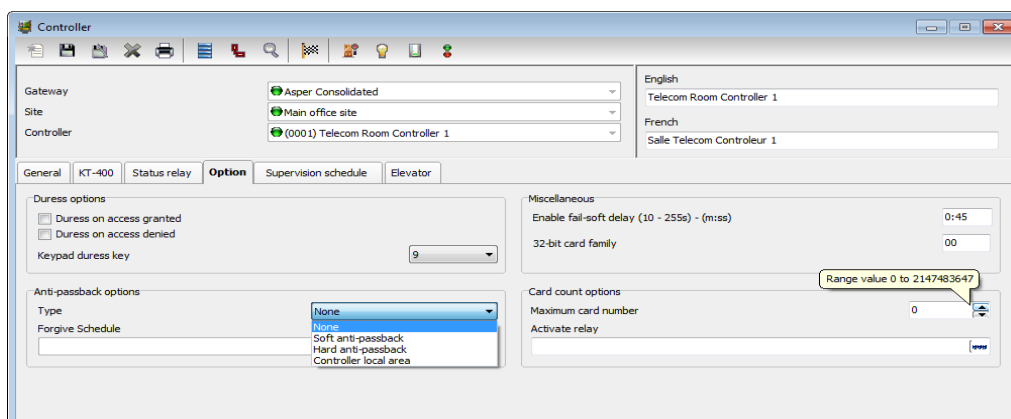 Controller
Gateway
Asper Consolidated
Site
Main office site
Controller
(0001) Telecom Room Controller 1
English
Telecom Room Controller 1
French
Salle Telecom Controleur 1
General KT-400 Status relay Option Supervision schedule Elevator
Duress options
Duress on access granted
Duress on access denied
Keypad duress key 9
Miscellaneous
Enable fail-soft delay (10 - 255s) - (m:ss) 0:45
32-bit card family 00
Range value 0 to 2147483647
Anti-passback options
Type None
None
Soft anti-passback
Hard anti-passback
Controller local area
Forgive Schedule
Card count options
Maximum card number 0
Activate relay